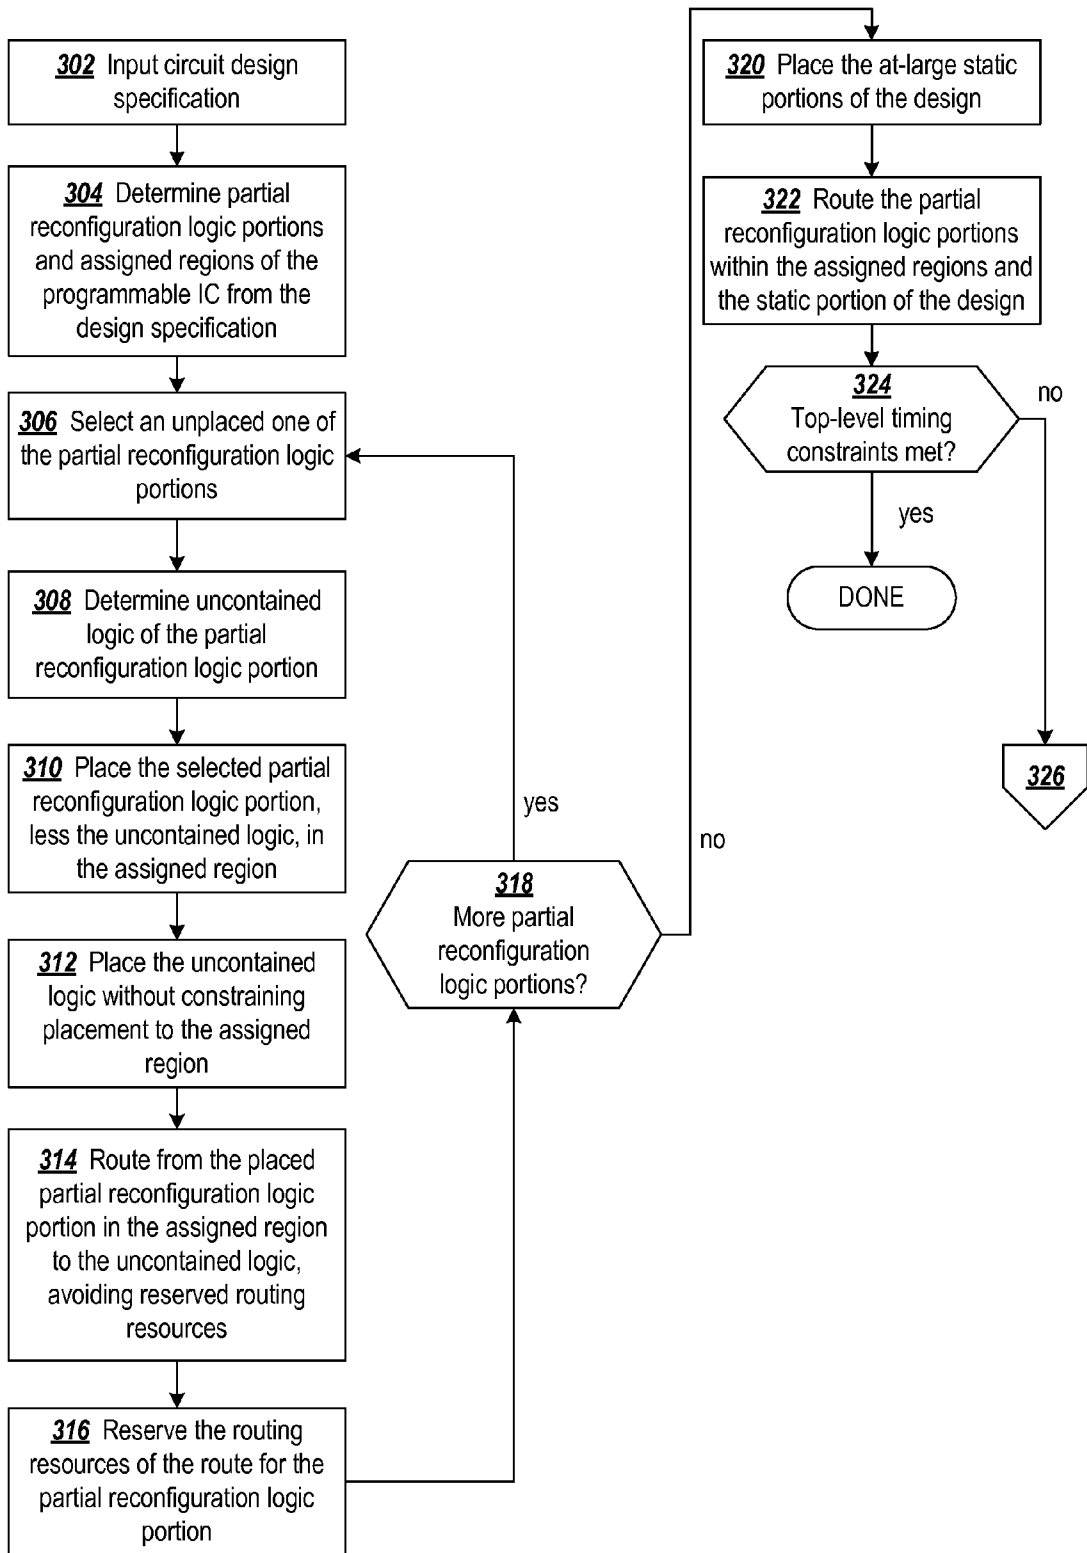 302 Input circuit design
specification
304 Determine partial
reconfiguration logic portions
and assigned regions of the
programmable IC from the
design specification
306 Select an unplaced one of
the partial reconfiguration logic
portions
308 Determine uncontained
logic of the partial
reconfiguration logic portion
310 Place the selected partial
reconfiguration logic portion,
less the uncontained logic, in
the assigned region
312 Place the uncontained
logic without constraining
placement to the assigned
region
314 Route from the placed
partial reconfiguration logic
portion in the assigned region
to the uncontained logic,
avoiding reserved routing
resources
316 Reserve the routing
resources of the route for the
partial reconfiguration logic
portion
318
More partial
reconfiguration
logic portions?
yes
no
320 Place the at-large static
portions of the design
322 Route the partial
reconfiguration logic portions
within the assigned regions and
the static portion of the design
324
Top-level timing
constraints met?
no
yes
DONE
326